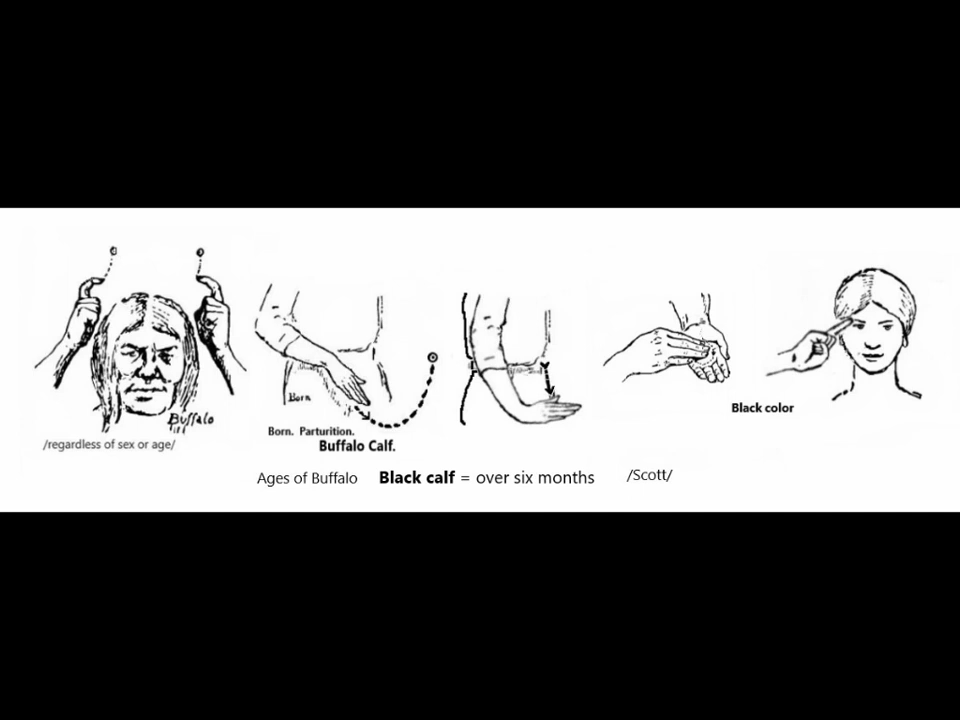 Buffalo
/regardless of sex or age/
Born
Born. Parturition.
Buffalo Calf.
Black color
Ages of Buffalo Black calf = over six months /Scott/